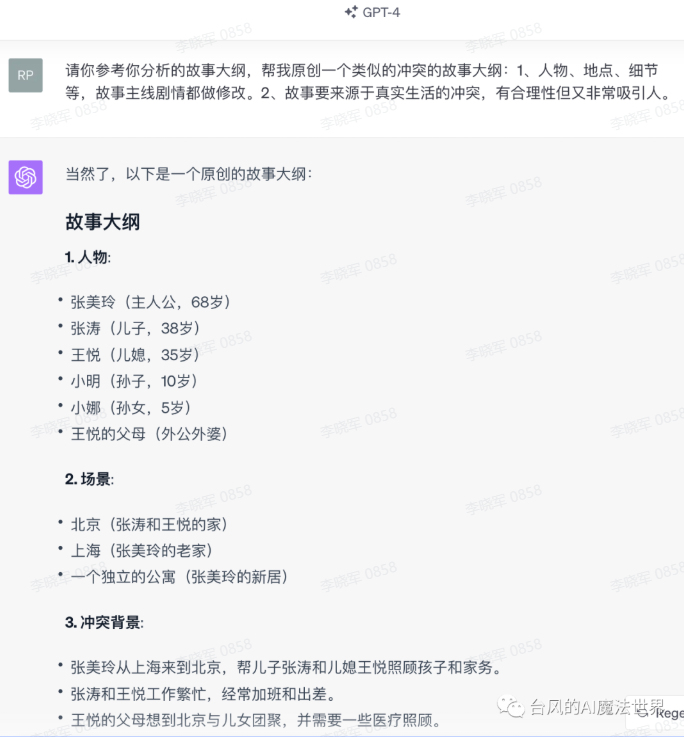 GPT-4
RP
请你参考你分析的故事大纲，帮我原创一个类似的冲突的故事大纲：1、人物、地点、细节
等，故事主线剧情都做修改。2、故事要来源于真实生活的冲突，有合理性但又非常吸引人。
当然了，以下是一个原创的故事大纲：
故事大纲
1. 人物:
• 张美玲（主人公，68岁）
• 张涛（儿子，38岁）
• 王悦（儿媳，35岁）
• 小明（孙子，10岁）
• 小娜（孙女，5岁）
• 王悦的父母（外公外婆）
2. 场景:
• 北京（张涛和王悦的家）
• 上海（张美玲的老家）
• 一个独立的公寓（张美玲的新居）
3. 冲突背景:
• 张美玲从上海来到北京，帮儿子张涛和儿媳王悦照顾孩子和家务。
• 张涛和王悦工作繁忙，经常加班和出差。
• 王悦的父母想到北京与儿女团聚，并需要一些医疗照顾。
台风的AI魔法世界
李晓军 0858